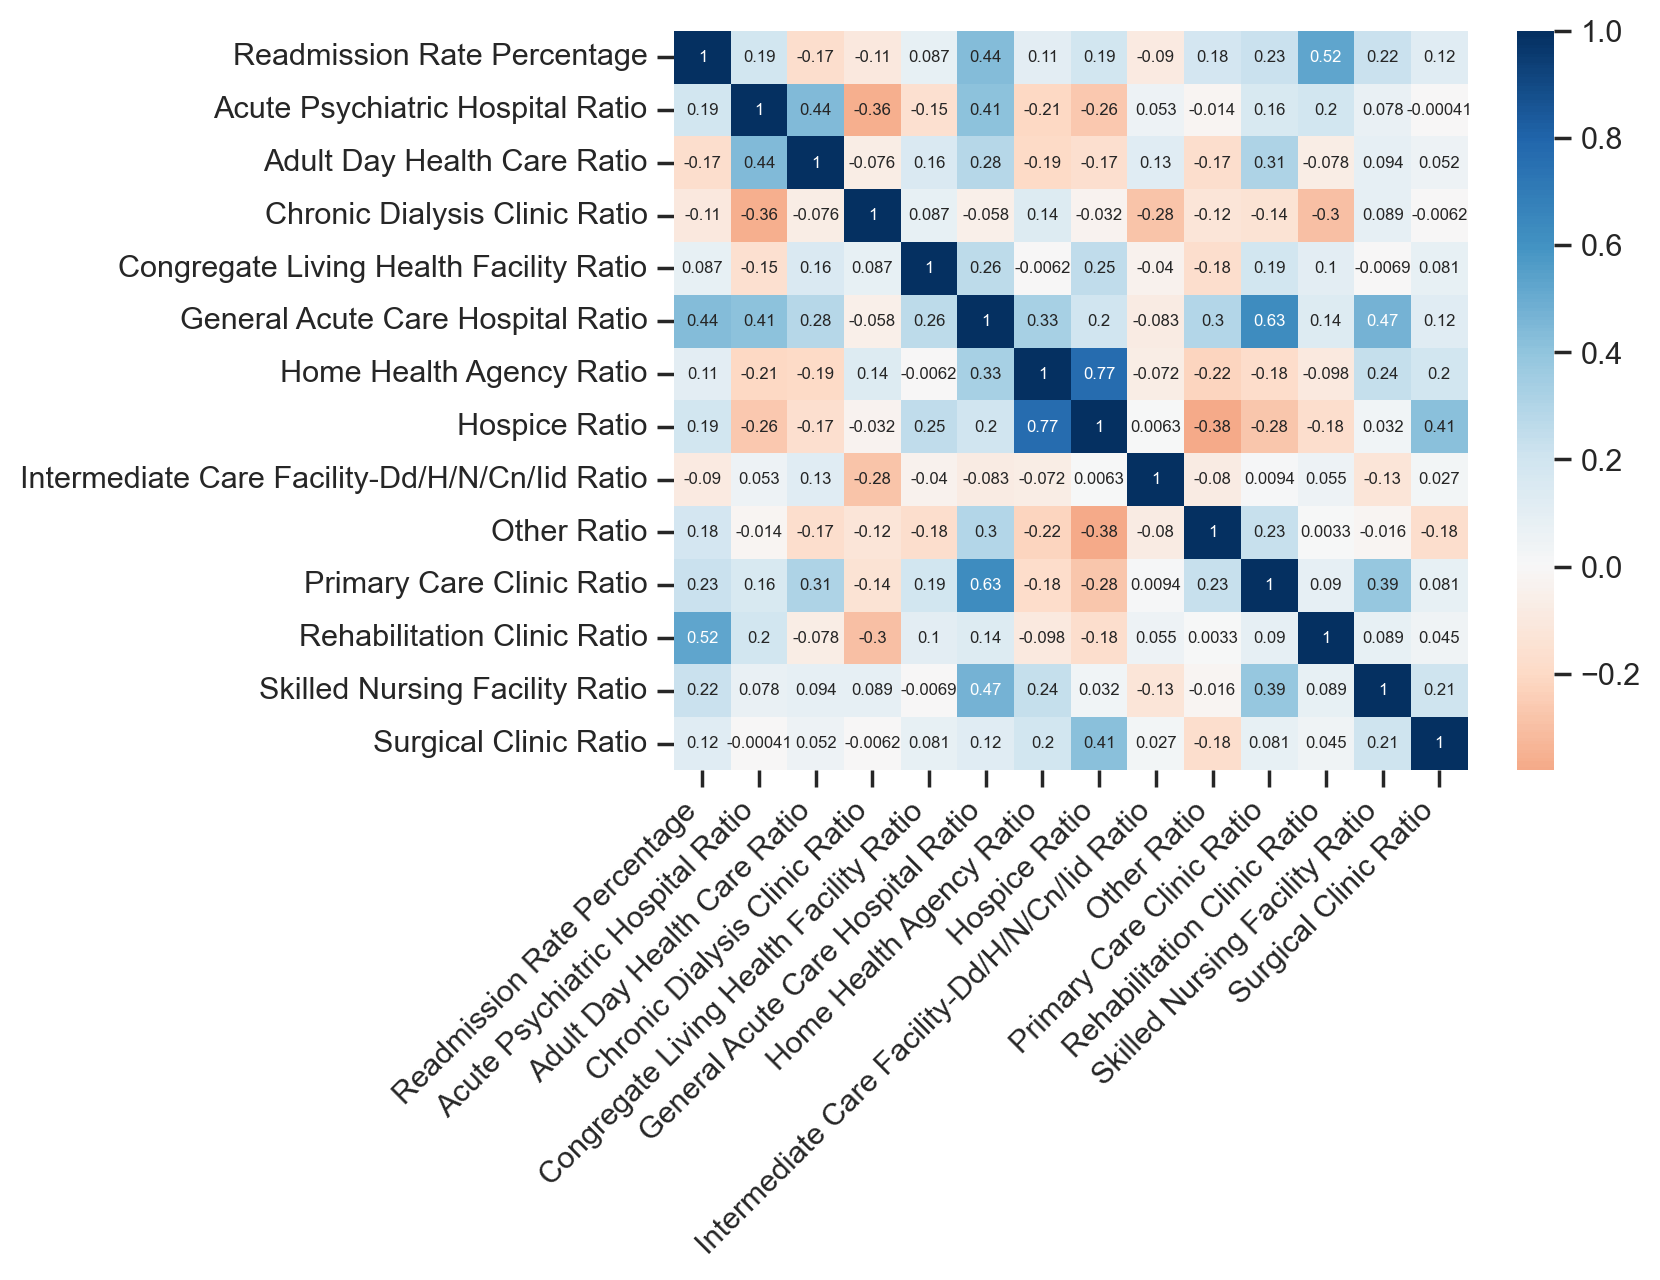 Readmission Rate Percentage 1 0.19 -0.17 -0.11 0.087 0.44 0.11 0.19 -0.09 0.18 0.23 0.52 0.22 0.12
Acute Psychiatric Hospital Ratio 0.19 1 0.44 -0.36 -0.15 0.41 -0.21 -0.26 0.053 -0.014 0.16 0.2 0.078 -0.00041
Adult Day Health Care Ratio -0.17 0.44 1 -0.076 0.16 0.28 -0.19 -0.17 0.13 -0.17 0.31 -0.078 0.094 0.052
Chronic Dialysis Clinic Ratio -0.11 -0.36 -0.076 1 0.087 -0.058 0.14 -0.032 -0.28 -0.12 -0.14 -0.3 0.089 -0.0062
Congregate Living Health Facility Ratio 0.087 -0.15 0.16 0.087 1 0.26 -0.0062 0.25 -0.04 -0.18 0.19 0.1 -0.0069 0.081
General Acute Care Hospital Ratio 0.44 0.41 0.28 -0.058 0.26 1 0.33 0.2 -0.083 0.3 0.63 0.14 0.47 0.12
Home Health Agency Ratio 0.11 -0.21 -0.19 0.14 -0.0062 0.33 1 0.77 -0.072 -0.22 -0.18 -0.098 0.24 0.2
Hospice Ratio 0.19 -0.26 -0.17 -0.032 0.25 0.2 0.77 1 0.0063 -0.38 -0.28 -0.18 0.032 0.41
Intermediate Care Facility-Dd/H/N/Cn/Iid Ratio -0.09 0.053 0.13 -0.28 -0.04 -0.083 -0.072 0.0063 1 -0.08 0.0094 0.055 -0.13 0.027
Other Ratio 0.18 -0.014 -0.17 -0.12 -0.18 0.3 -0.22 -0.38 -0.08 1 0.23 0.0033 -0.016 -0.18
Primary Care Clinic Ratio 0.23 0.16 0.31 -0.14 0.19 0.63 -0.18 -0.28 0.0094 0.23 1 0.09 0.39 0.081
Rehabilitation Clinic Ratio 0.52 0.2 -0.078 -0.3 0.1 0.14 -0.098 -0.18 0.055 0.0033 0.09 1 0.089 0.045
Skilled Nursing Facility Ratio 0.22 0.078 0.094 0.089 -0.0069 0.47 0.24 0.032 -0.13 -0.016 0.39 0.089 1 0.21
Surgical Clinic Ratio 0.12 -0.00041 0.052 -0.0062 0.081 0.12 0.2 0.41 0.027 -0.18 0.081 0.045 0.21 1
Readmission Rate Percentage
Acute Psychiatric Hospital Ratio
Adult Day Health Care Ratio
Chronic Dialysis Clinic Ratio
Congregate Living Health Facility Ratio
General Acute Care Hospital Ratio
Home Health Agency Ratio
Hospice Ratio
Intermediate Care Facility-Dd/H/N/Cn/Iid Ratio
Other Ratio
Primary Care Clinic Ratio
Rehabilitation Clinic Ratio
Skilled Nursing Facility Ratio
Surgical Clinic Ratio
1.0
0.8
0.6
0.4
0.2
0.0
−0.2